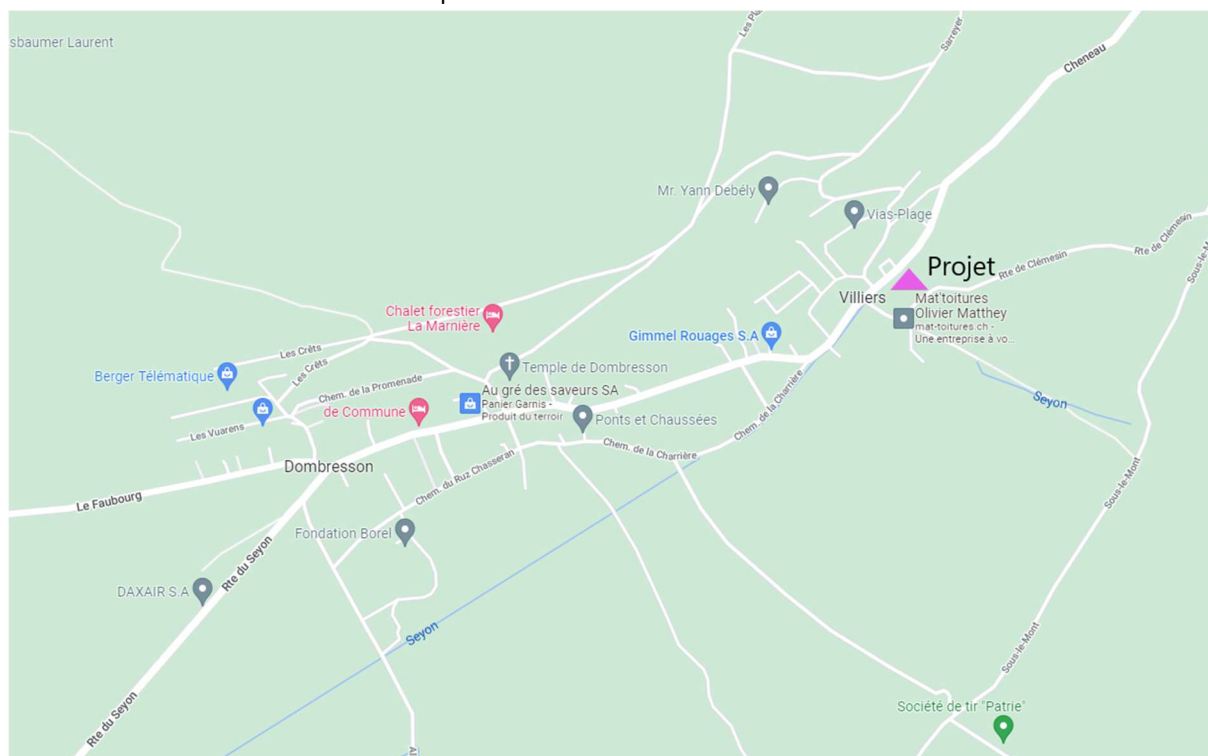 sbaumer Laurent
Sarreyer
Cheneau
Mr. Yann Debély
Vias-Plage
Projet
Rte de Clémesin
Rte de Clémesin
Sous-le-M
Villiers
Mat'toitures
Olivier Matthey
mat-toitures.ch -
Une entreprise à vo...
Chalet forestier
La Marnière
Gimmel Rouages S.A
Les Crêts
Les Crêts
Berger Télématique
Temple de Dombresson
Chem. de la Promenade
Au gré des saveurs SA
Panier Garnis -
Produit du terroir
de Commune
Ponts et Chaussées
Chem. de la Charrière
Seyon
Les Vuarens
Chem. de la Charrière
Dombresson
Chem. du Ruz Chasseran
Le Faubourg
Sous-le-Mont
Fondation Borel
Rte du Seyon
DAXAIR S.A
Seyon
Sous-le-Mont
Rte du Seyon
Société de tir "Patrie"